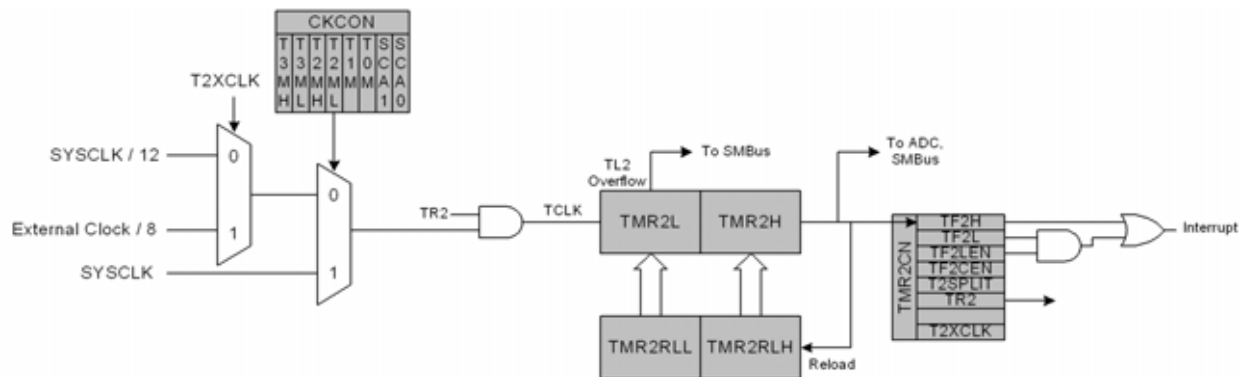 CKCON
T3MH
T3ML
T2MH
T2ML
T1M
T0M
SCA1
SCA0
T2XCLK
SYSCLK / 12
0
External Clock / 8
1
SYSCLK
0
1
TR2
TCLK
TL2
Overflow
To SMBus
TMR2L
TMR2H
To ADC,
SMBus
TMR2RLL
TMR2RLH
Reload
TMR2CN
TF2H
TF2L
TF2LEN
TF2CEN
T2SPLIT
TR2
T2XCLK
Interrupt